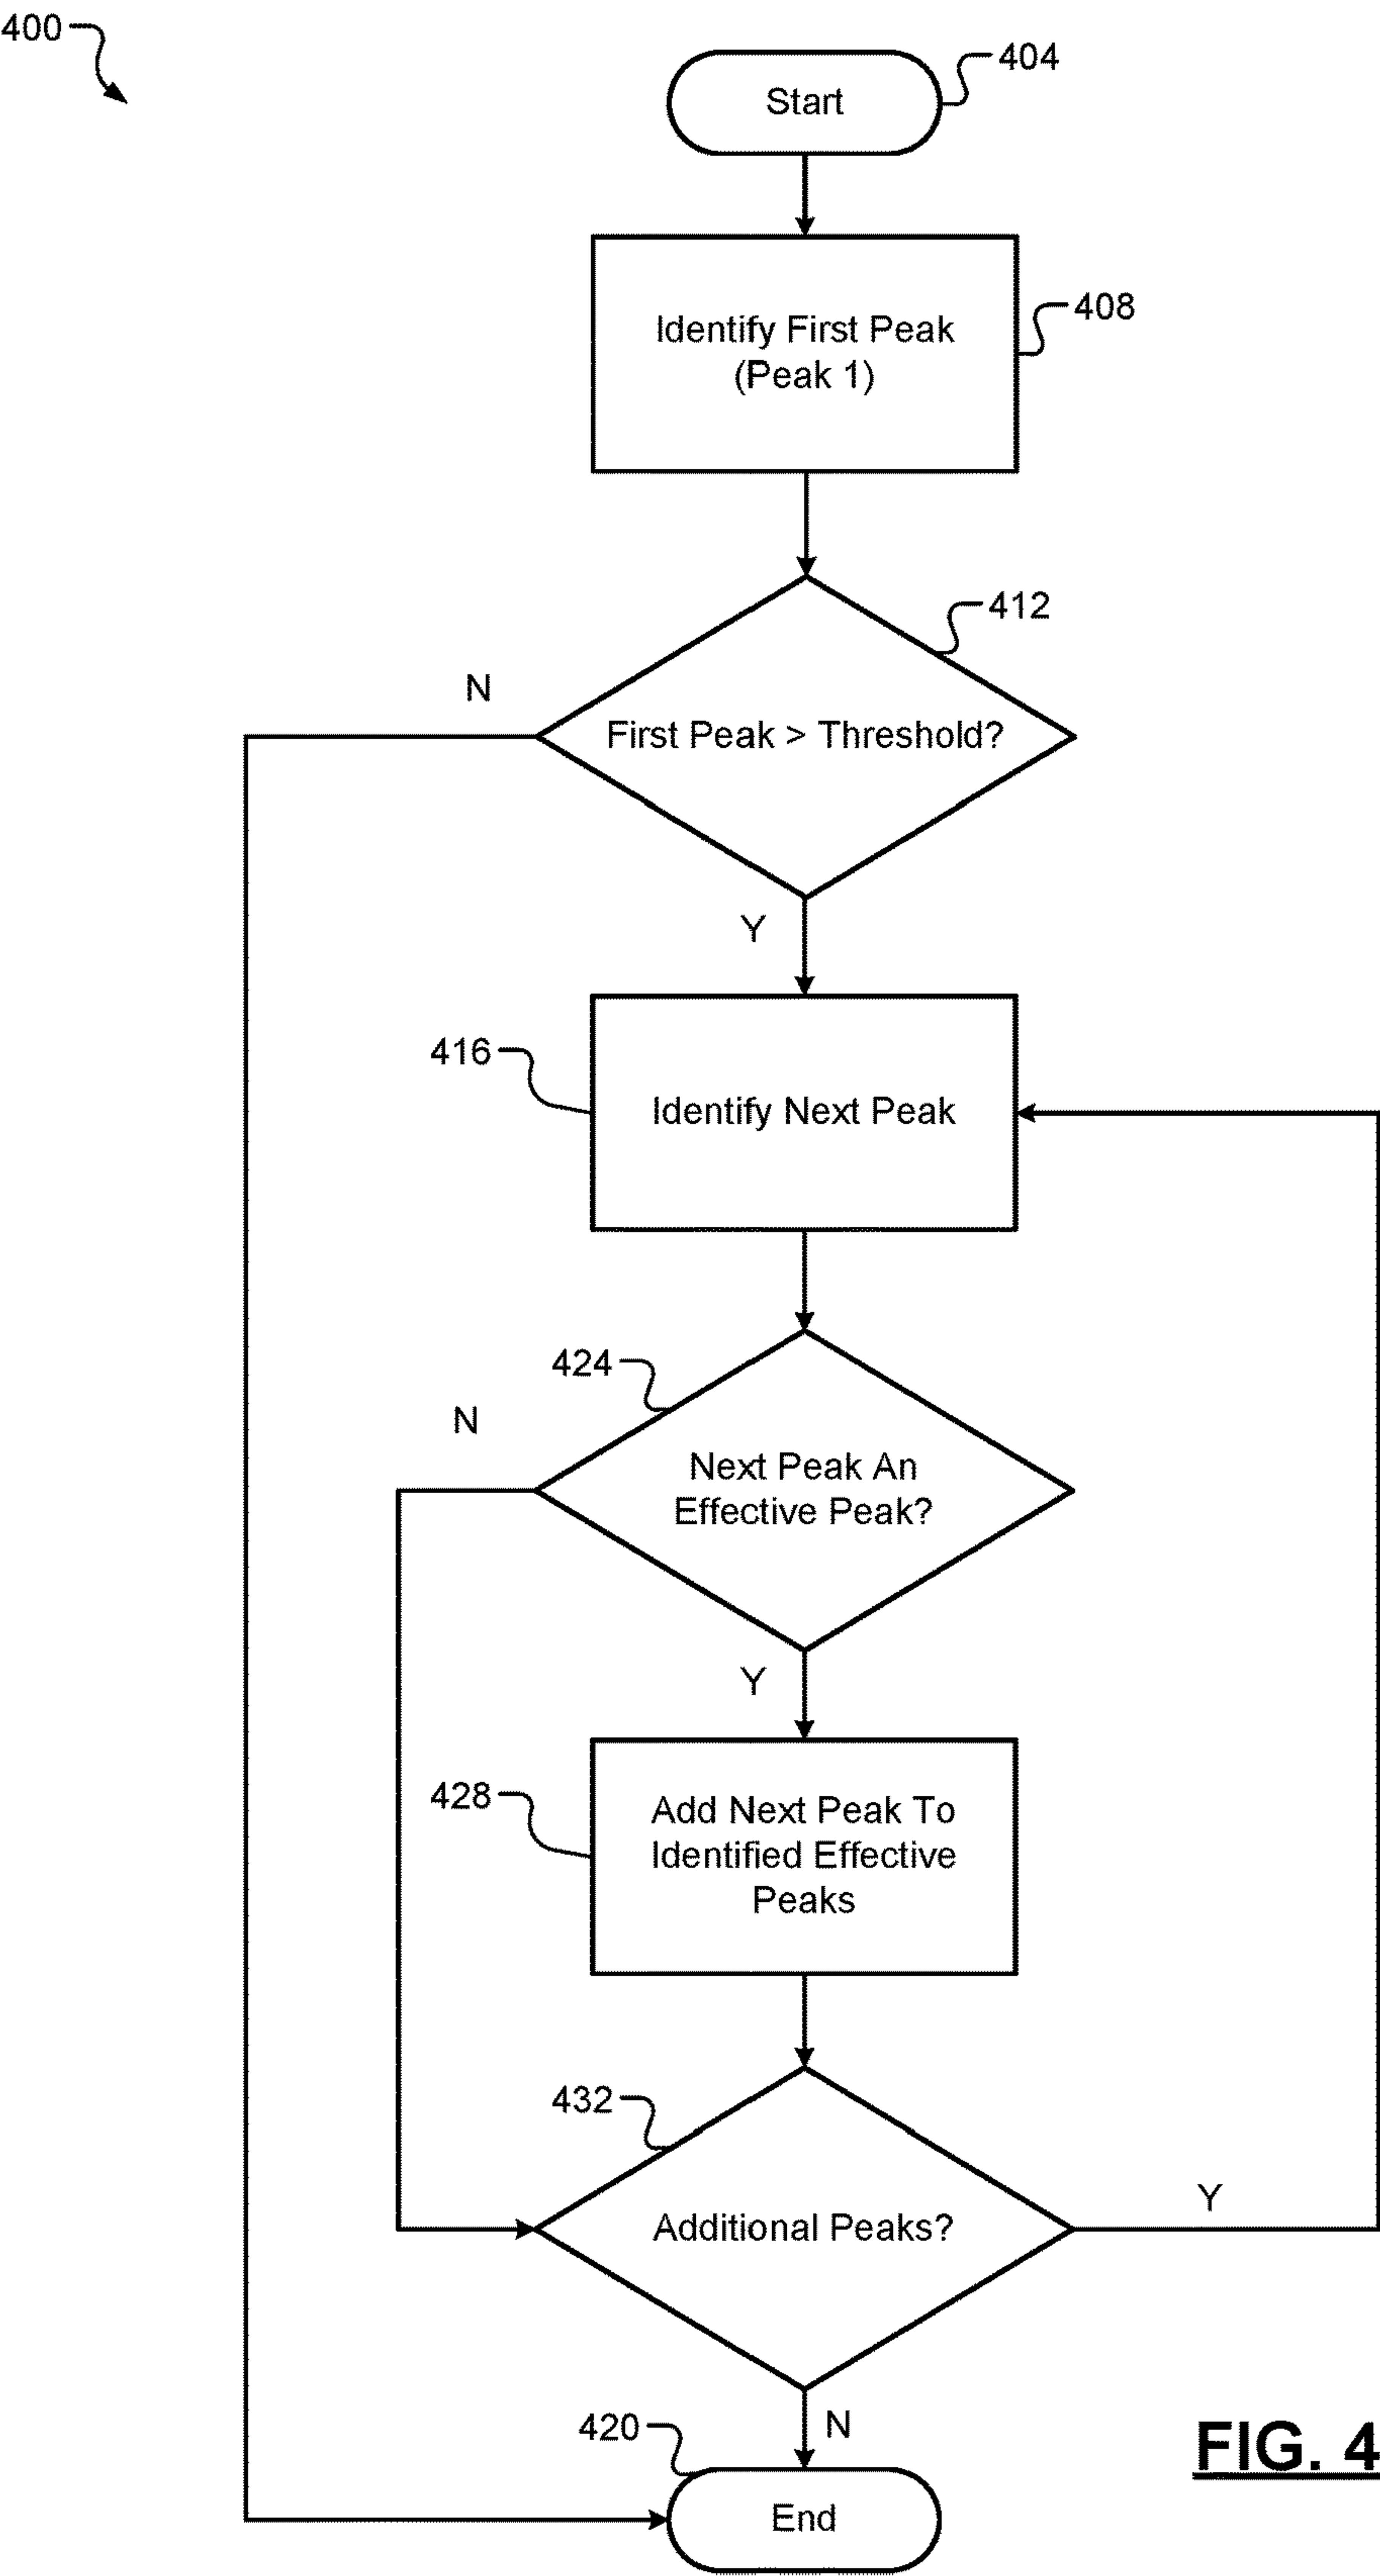 400
404
Start
408
Identify First Peak
(Peak 1)
412
N
First Peak > Threshold?
Y
416
Identify Next Peak
424
N
Next Peak An
Effective Peak?
Y
428
Add Next Peak To
Identified Effective
Peaks
432
Additional Peaks?
Y
420
N
End
FIG. 4